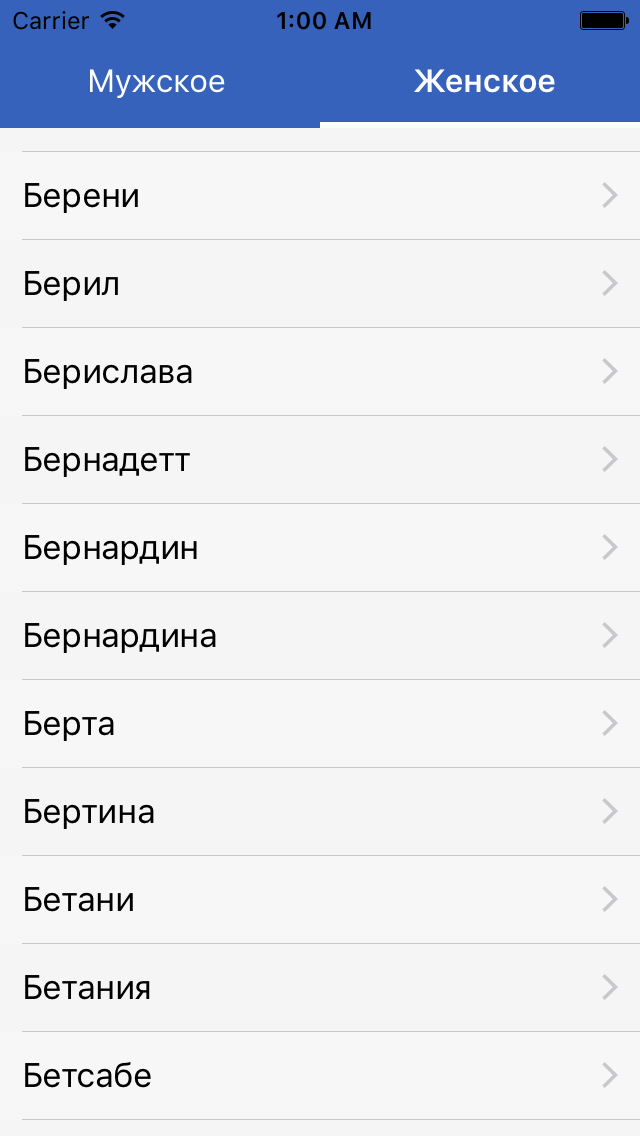 Carrier 1:00 AM
Мужское Женское
Берени
Берил
Берислава
Бернадетт
Бернардин
Бернардина
Берта
Бертина
Бетани
Бетания
Бетсабе